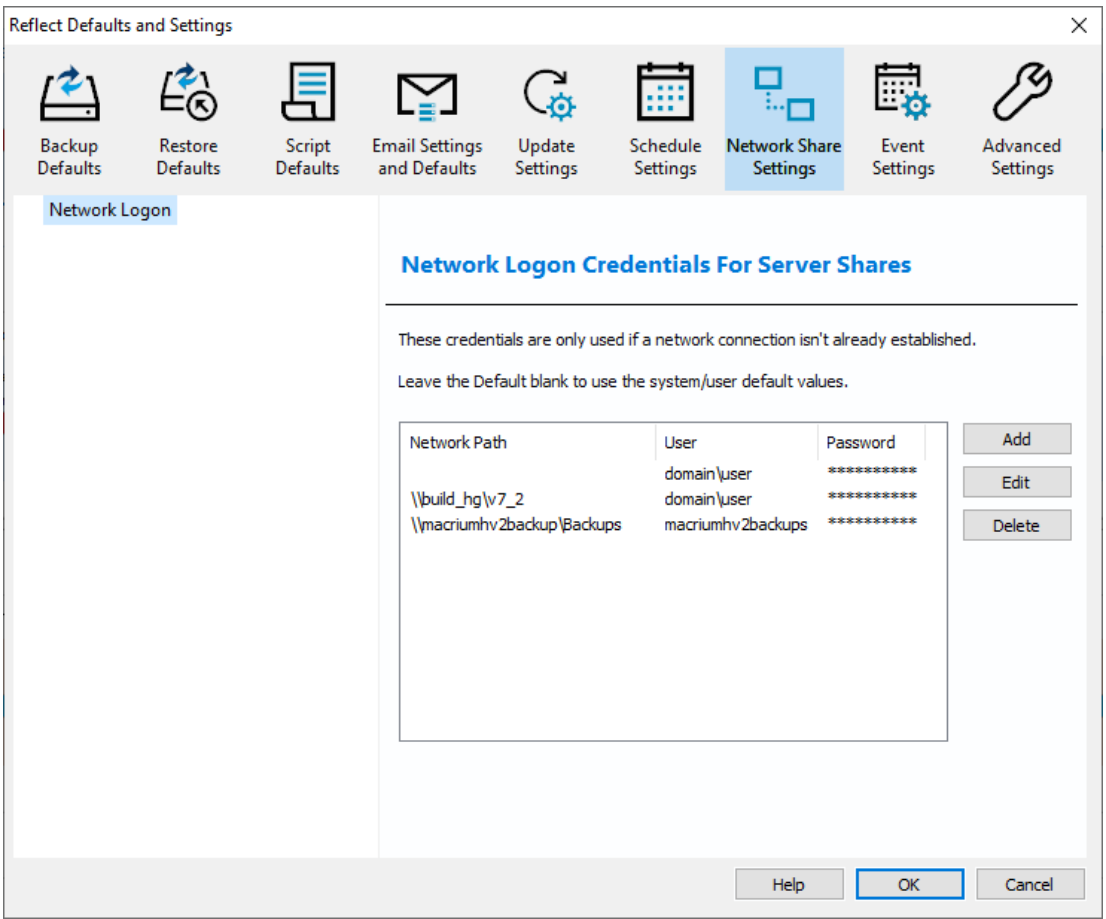 Reflect Defaults and Settings
Backup Defaults
Restore Defaults
Script Defaults
Email Settings and Defaults
Update Settings
Schedule Settings
Network Share Settings
Event Settings
Advanced Settings
Network Logon
Network Logon Credentials For Server Shares
These credentials are only used if a network connection isn't already established.
Leave the Default blank to use the system/user default values.
Network Path User Password
domain\user **********
\\build_hg\v7_2 domain\user **********
\\macriumhv2backup\Backups macriumhv2backups **********
Add
Edit
Delete
Help OK Cancel